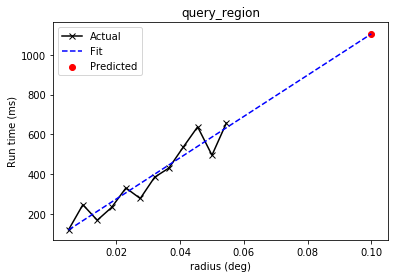 query_region
Actual
Fit
Predicted
Run time (ms)
1000
800
600
400
200
0.02 0.04 0.06 0.08 0.10
radius (deg)